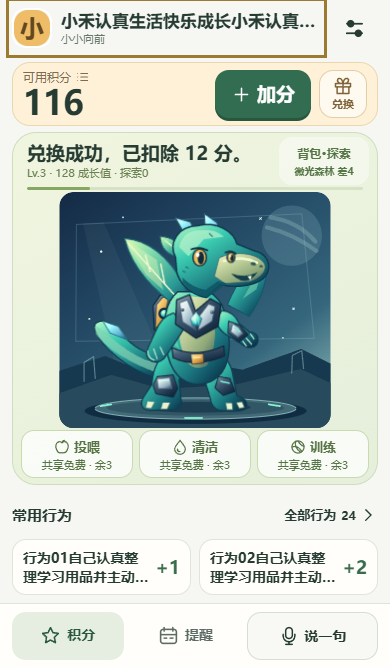 小
小禾认真生活快乐成长小禾认真...
小小向前
可用积分
116
＋ 加分
兑换
兑换成功，已扣除 12 分。
Lv.3 · 128 成长值 · 探索0
背包·探索
微光森林 差4
投喂
共享免费 · 余3
清洁
共享免费 · 余3
训练
共享免费 · 余3
常用行为
全部行为 24
行为01自己认真整
理学习用品并主动...
+1
行为02自己认真整
理学习用品并主动...
+2
积分
提醒
说一句